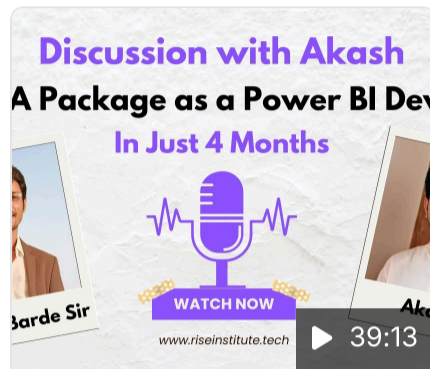 Discussion with Akash
A Package as a Power BI Dev
In Just 4 Months
Barde Sir
WATCH NOW
www.riseinstitute.tech
39:13